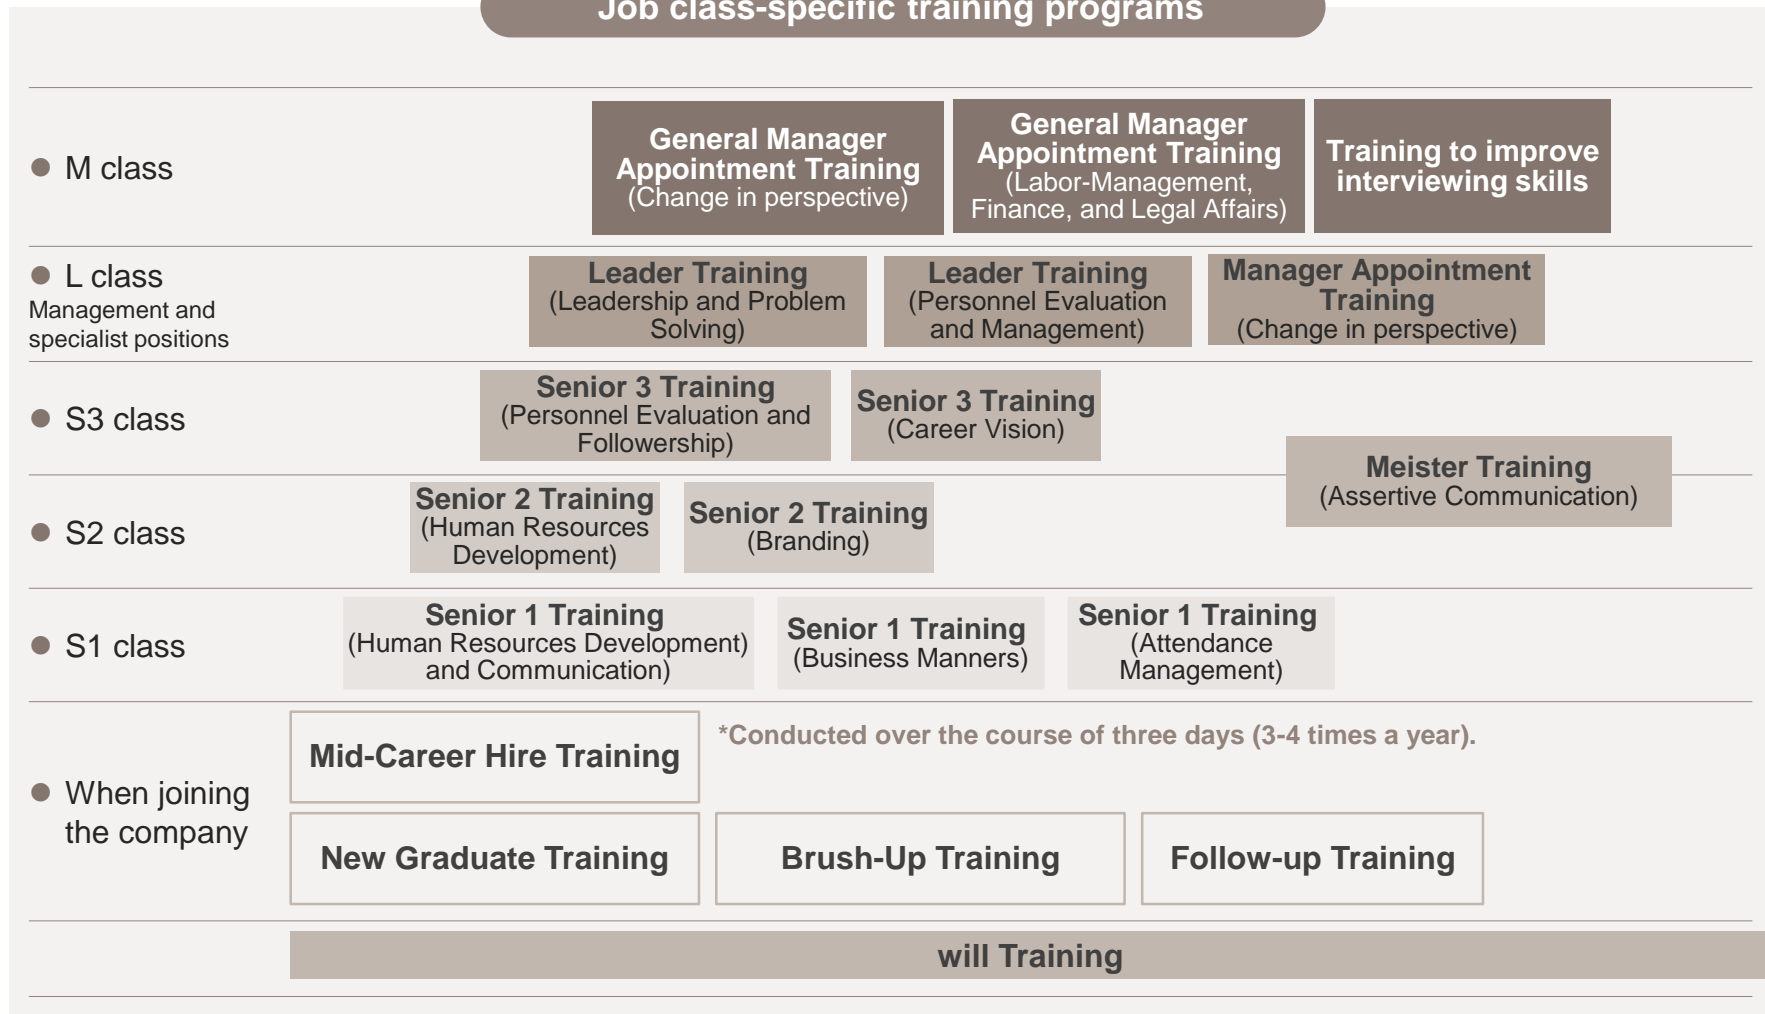 Job class-specific training programs
M class
General Manager
Appointment Training
(Change in perspective)
General Manager
Appointment Training
(Labor-Management,
Finance, and Legal Affairs)
Training to improve
interviewing skills
L class
Management and
specialist positions
Leader Training
(Leadership and Problem
Solving)
Leader Training
(Personnel Evaluation
and Management)
Manager Appointment
Training
(Change in perspective)
S3 class
Senior 3 Training
(Personnel Evaluation and
Followership)
Senior 3 Training
(Career Vision)
Meister Training
(Assertive Communication)
S2 class
Senior 2 Training
(Human Resources
Development)
Senior 2 Training
(Branding)
S1 class
Senior 1 Training
(Human Resources Development)
and Communication)
Senior 1 Training
(Business Manners)
Senior 1 Training
(Attendance
Management)
When joining
the company
Mid-Career Hire Training
*Conducted over the course of three days (3-4 times a year).
New Graduate Training
Brush-Up Training
Follow-up Training
will Training